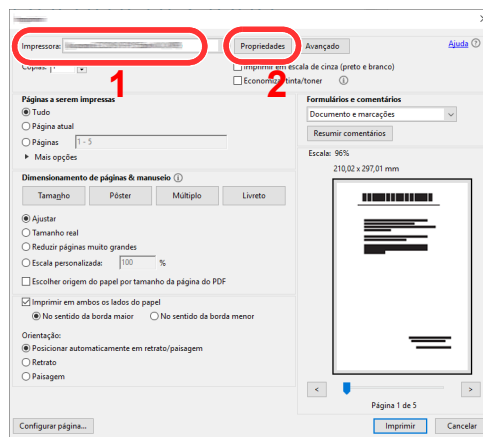 Impressora:
Propriedades
Avançado
Ajuda
1
2
Cópias: 1
Imprimir em escala de cinza (preto e branco)
Economizar tinta/toner
Páginas a serem impressas
Tudo
Página atual
Páginas 1 - 5
Mais opções
Formulários e comentários
Documento e marcações
Resumir comentários
Escala: 96%
210,02 x 297,01 mm
Dimensionamento de páginas & manuseio
Tamanho
Pôster
Múltiplo
Livreto
Ajustar
Tamanho real
Reduzir páginas muito grandes
Escala personalizada: 100 %
Escolher origem do papel por tamanho da página do PDF
Imprimir em ambos os lados do papel
No sentido da borda maior
No sentido da borda menor
Orientação:
Posicionar automaticamente em retrato/paisagem
Retrato
Paisagem
<
>
Página 1 de 5
Configurar página...
Imprimir
Cancelar